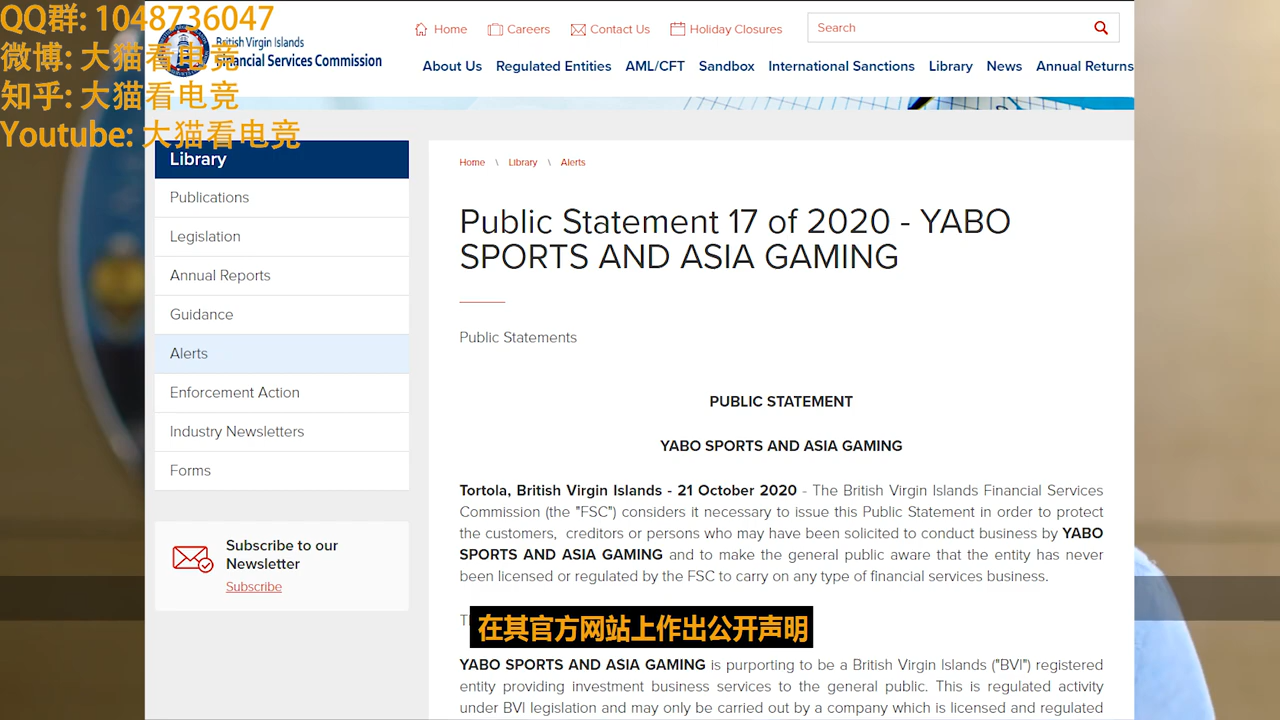 QQ群: 1048736047
微博: 大猫看电竞
知乎: 大猫看电竞
Youtube: 大猫看电竞
British Virgin Islands
Financial Services Commission
Home
Careers
Contact Us
Holiday Closures
Search
About Us
Regulated Entities
AML/CFT
Sandbox
International Sanctions
Library
News
Annual Returns
Library
Publications
Legislation
Annual Reports
Guidance
Alerts
Enforcement Action
Industry Newsletters
Forms
Subscribe to our
Newsletter
Subscribe
Home \ Library \ Alerts
Public Statement 17 of 2020 - YABO
SPORTS AND ASIA GAMING
Public Statements
PUBLIC STATEMENT
YABO SPORTS AND ASIA GAMING
Tortola, British Virgin Islands - 21 October 2020 - The British Virgin Islands Financial Services
Commission (the "FSC") considers it necessary to issue this Public Statement in order to protect
the customers, creditors or persons who may have been solicited to conduct business by YABO
SPORTS AND ASIA GAMING and to make the general public aware that the entity has never
been licensed or regulated by the FSC to carry on any type of financial services business.
在其官方网站上作出公开声明
YABO SPORTS AND ASIA GAMING is purporting to be a British Virgin Islands ("BVI") registered
entity providing investment business services to the general public. This is regulated activity
under BVI legislation and may only be carried out by a company which is licensed and regulated